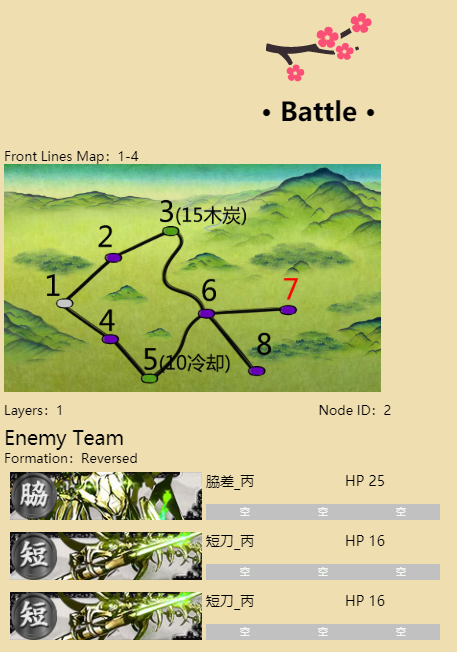 • Battle •
Front Lines Map：1-4
3(15木炭)
2
1
6
7
4
8
5(10冷却)
Layers：1
Node ID：2
Enemy Team
Formation：Reversed
脇
脇差_丙
HP 25
空 空 空
短
短刀_丙
HP 16
空 空 空
短
短刀_丙
HP 16
空 空 空